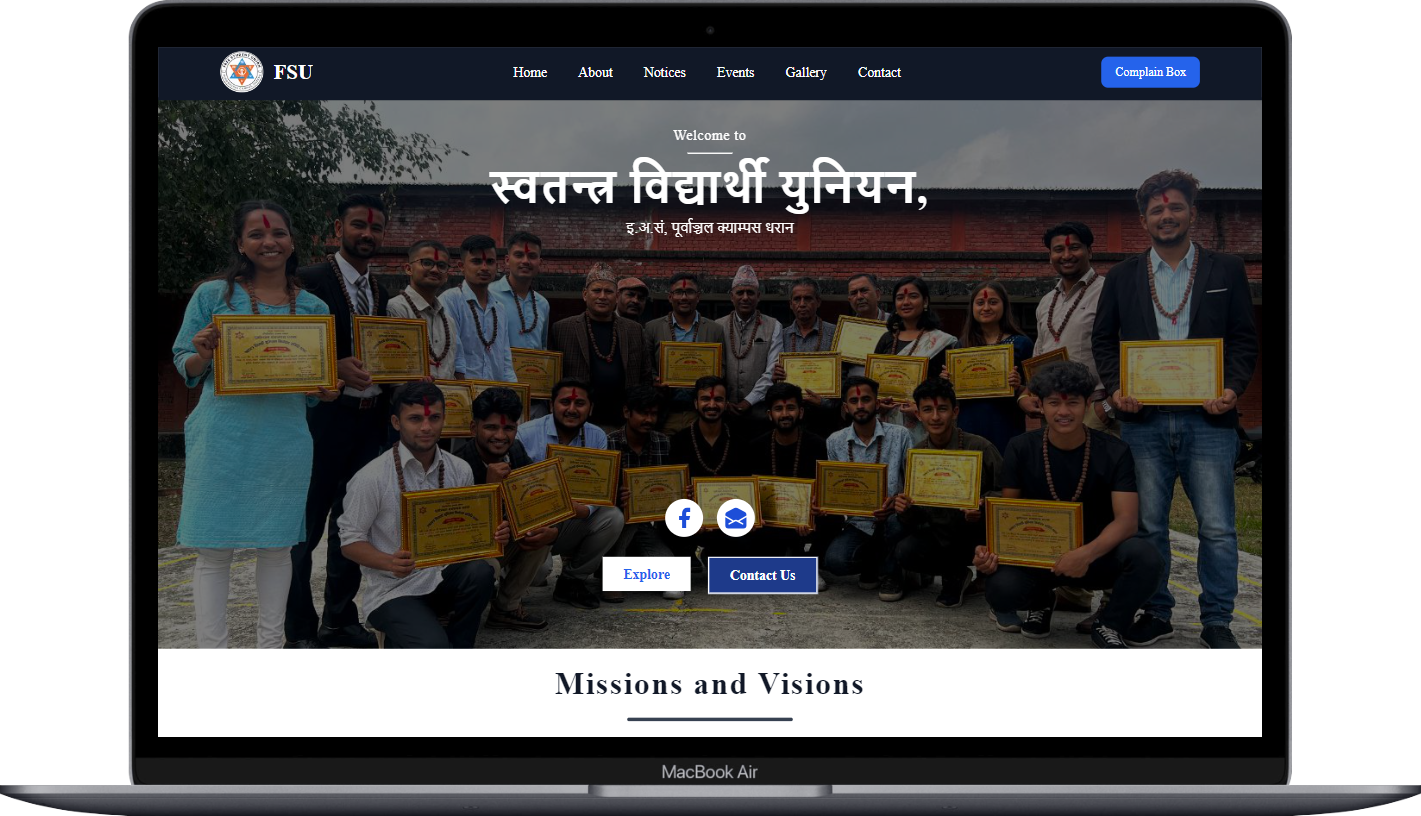 FSU
Home About Notices Events Gallery Contact
Complain Box
Welcome to
स्वतन्त्र विद्यार्थी युनियन,
इ.अ.सं, पूर्वाञ्चल क्याम्पस धरान
Explore
Contact Us
Missions and Visions
MacBook Air